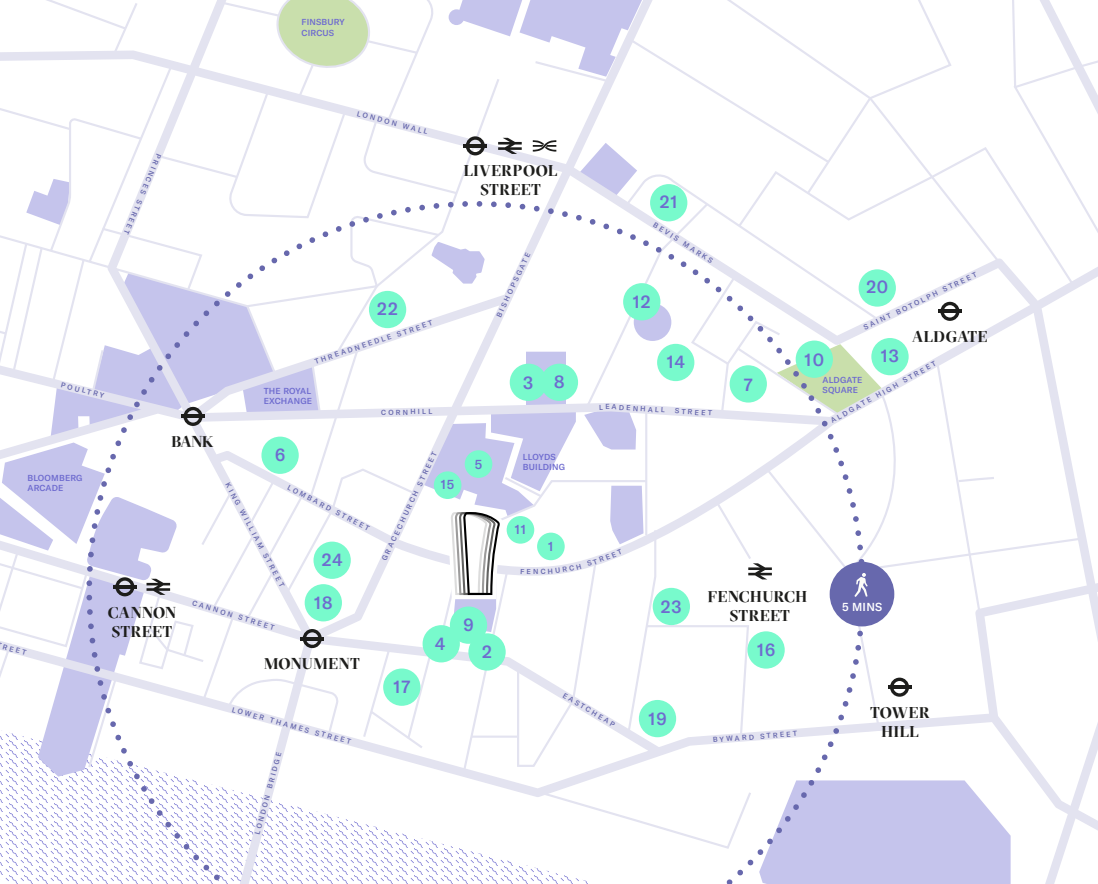 FINSBURY
CIRCUS
LONDON WALL
LIVERPOOL
STREET
PRINCES STREET
21
BEVIS MARKS
BISHOPSGATE
20
SAINT BOTOLPH STREET
12
22
ALDGATE
THREADNEEDLE STREET
14
10
13
3
8
7
ALDGATE
SQUARE
ALDGATE HIGH STREET
POULTRY
THE ROYAL
EXCHANGE
CORNHILL
LEADENHALL STREET
BANK
6
5
LLOYDS
BUILDING
15
BLOOMBERG
ARCADE
LOMBARD STREET
GRACECHURCH STREET
KING WILLIAM STREET
11
1
FENCHURCH STREET
24
18
CANNON
STREET
CANNON STREET
FENCHURCH
STREET
5 MINS
23
9
4
2
16
MONUMENT
REET
17
LOWER THAMES STREET
EASTCHEAP
19
BYWARD STREET
TOWER
HILL
LONDON BRIDGE